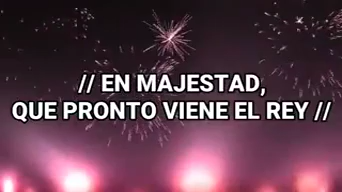 // EN MAJESTAD,
QUE PRONTO VIENE EL REY //